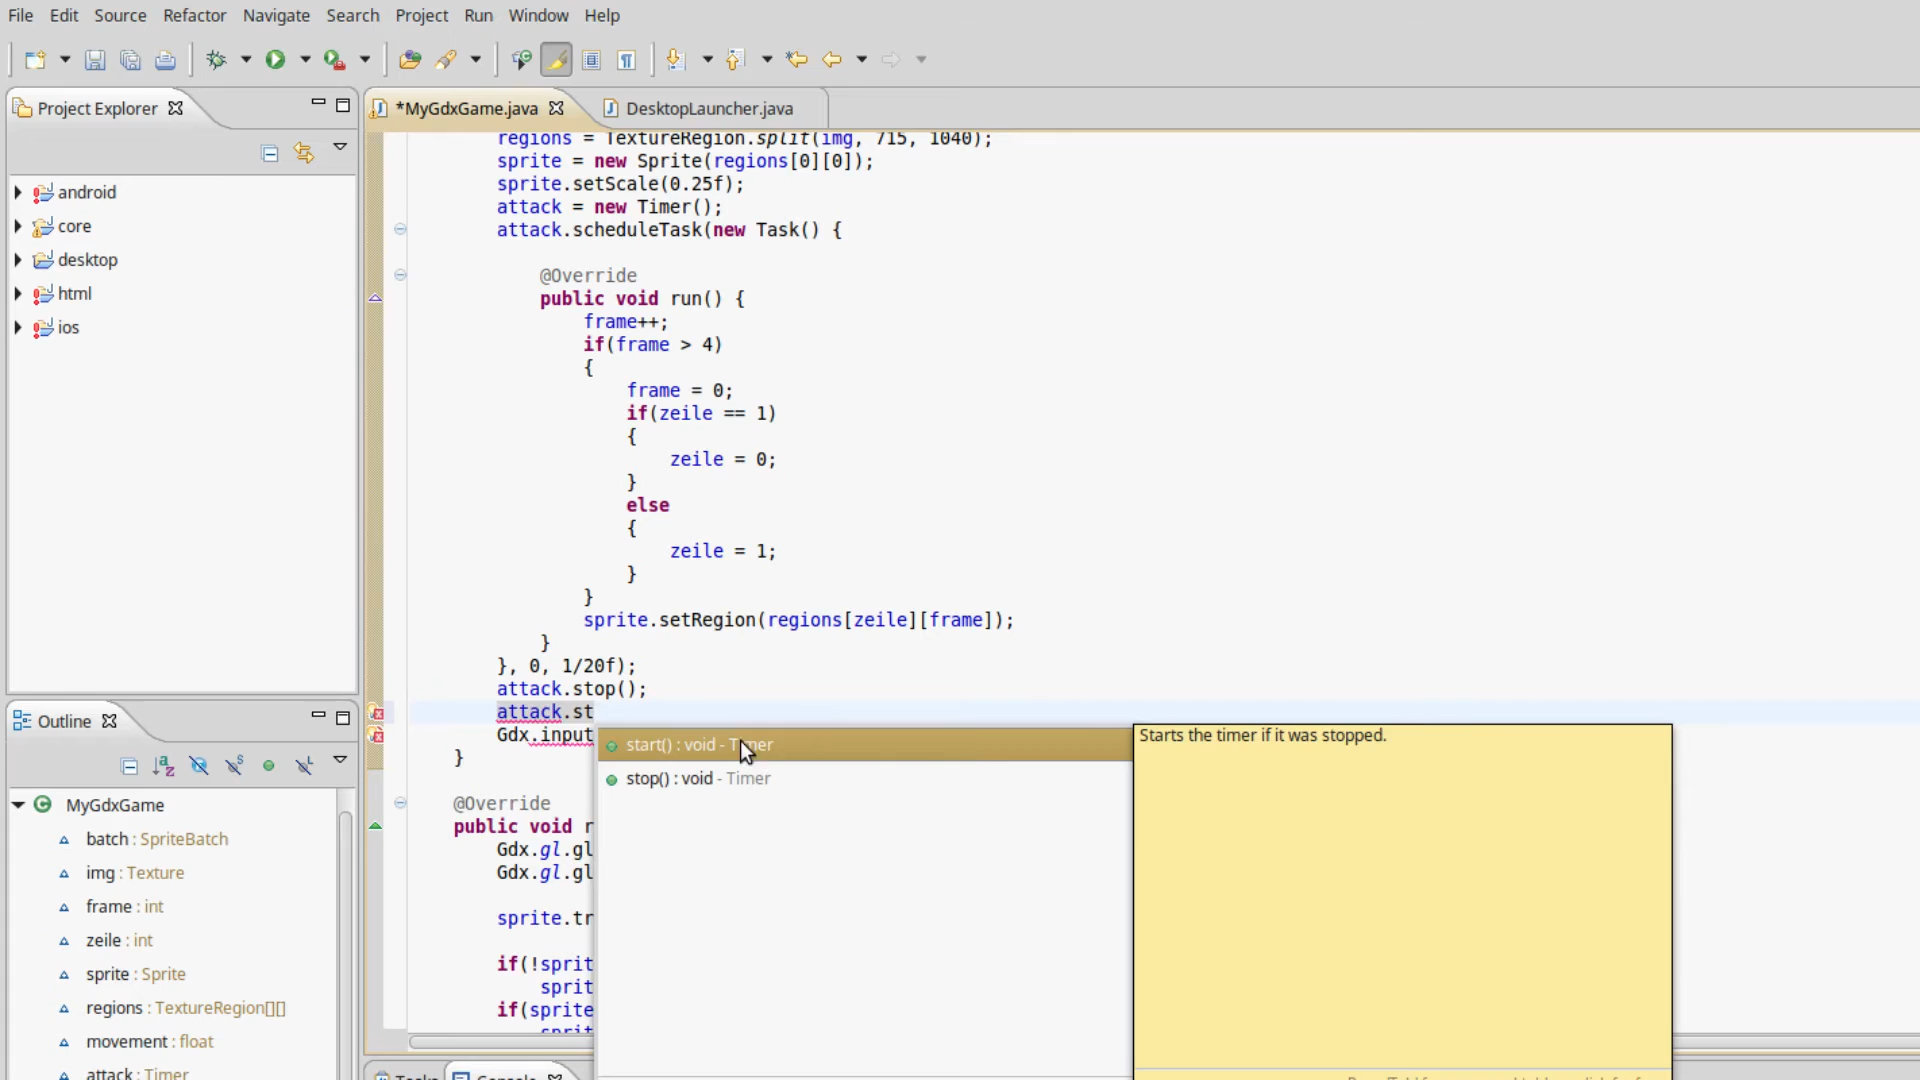 File Edit Source Refactor Navigate Search Project Run Window Help
Project Explorer
*MyGdxGame.java
DesktopLauncher.java
android
core
desktop
html
ios
regions = TextureRegion.split(img, 715, 1040);
sprite = new Sprite(regions[0][0]);
sprite.setScale(0.25f);
attack = new Timer();
attack.scheduleTask(new Task() {
@Override
public void run() {
frame++;
if(frame > 4)
{
frame = 0;
if(zeile == 1)
{
zeile = 0;
}
else
{
zeile = 1;
}
}
sprite.setRegion(regions[zeile][frame]);
}
}, 0, 1/20f);
attack.stop();
attack.st
Gdx.input
}
@Override
public void r
Gdx.gl.gl
Gdx.gl.gl
sprite.tr
if(!sprit
sprit
if(sprite
sprit
start() : void - Timer
stop() : void - Timer
Starts the timer if it was stopped.
Outline
MyGdxGame
batch : SpriteBatch
img : Texture
frame : int
zeile : int
sprite : Sprite
regions : TextureRegion[][]
movement : float
attack : Timer
Tasks
Console